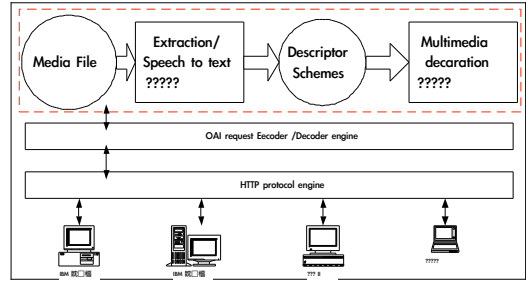 Media File
Extraction/
Speech to text
?????
Descriptor
Schemes
Multimedia
decaration
?????
OAI request Eecoder /Decoder engine
HTTP protocol engine
IBM
IBM
??? II
?????